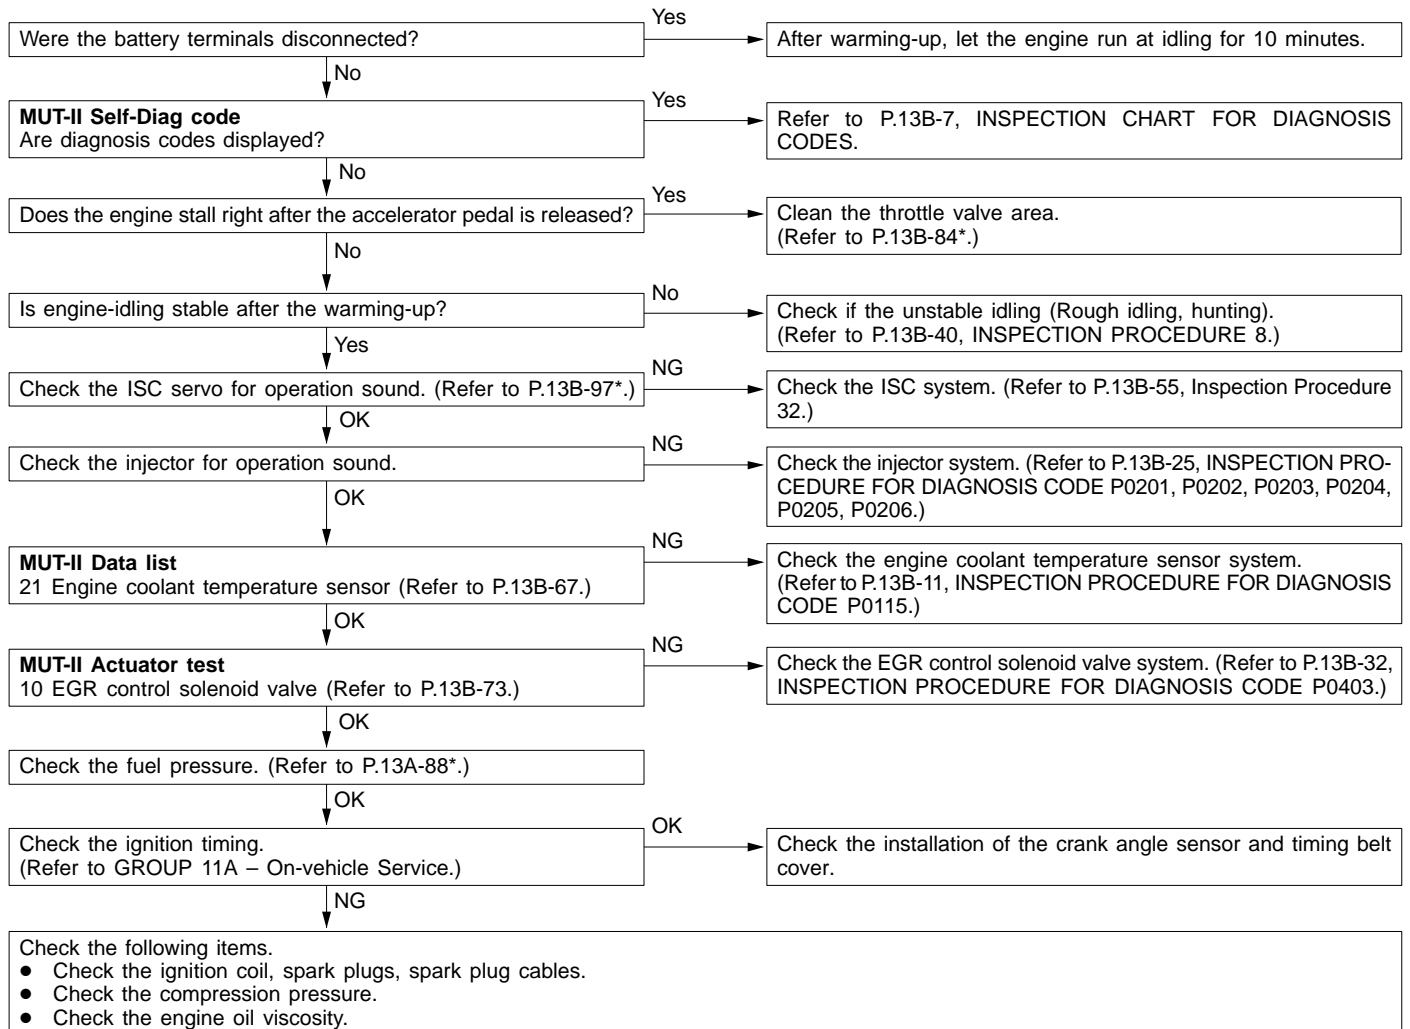 Were the battery terminals disconnected?
Yes
After warming-up, let the engine run at idling for 10 minutes.
No
MUT-II Self-Diag code
Are diagnosis codes displayed?
Yes
Refer to P.13B-7, INSPECTION CHART FOR DIAGNOSIS
CODES.
No
Does the engine stall right after the accelerator pedal is released?
Yes
Clean the throttle valve area.
(Refer to P.13B-84*.)
No
Is engine-idling stable after the warming-up?
No
Check if the unstable idling (Rough idling, hunting).
(Refer to P.13B-40, INSPECTION PROCEDURE 8.)
Yes
Check the ISC servo for operation sound. (Refer to P.13B-97*.)
NG
Check the ISC system. (Refer to P.13B-55, Inspection Procedure
32.)
OK
Check the injector for operation sound.
NG
Check the injector system. (Refer to P.13B-25, INSPECTION PRO-
CEDURE FOR DIAGNOSIS CODE P0201, P0202, P0203, P0204,
P0205, P0206.)
OK
MUT-II Data list
21 Engine coolant temperature sensor (Refer to P.13B-67.)
NG
Check the engine coolant temperature sensor system.
(Refer to P.13B-11, INSPECTION PROCEDURE FOR DIAGNOSIS
CODE P0115.)
OK
MUT-II Actuator test
10 EGR control solenoid valve (Refer to P.13B-73.)
NG
Check the EGR control solenoid valve system. (Refer to P.13B-32,
INSPECTION PROCEDURE FOR DIAGNOSIS CODE P0403.)
OK
Check the fuel pressure. (Refer to P.13A-88*.)
OK
Check the ignition timing.
(Refer to GROUP 11A – On-vehicle Service.)
OK
Check the installation of the crank angle sensor and timing belt
cover.
NG
Check the following items.
● Check the ignition coil, spark plugs, spark plug cables.
● Check the compression pressure.
● Check the engine oil viscosity.